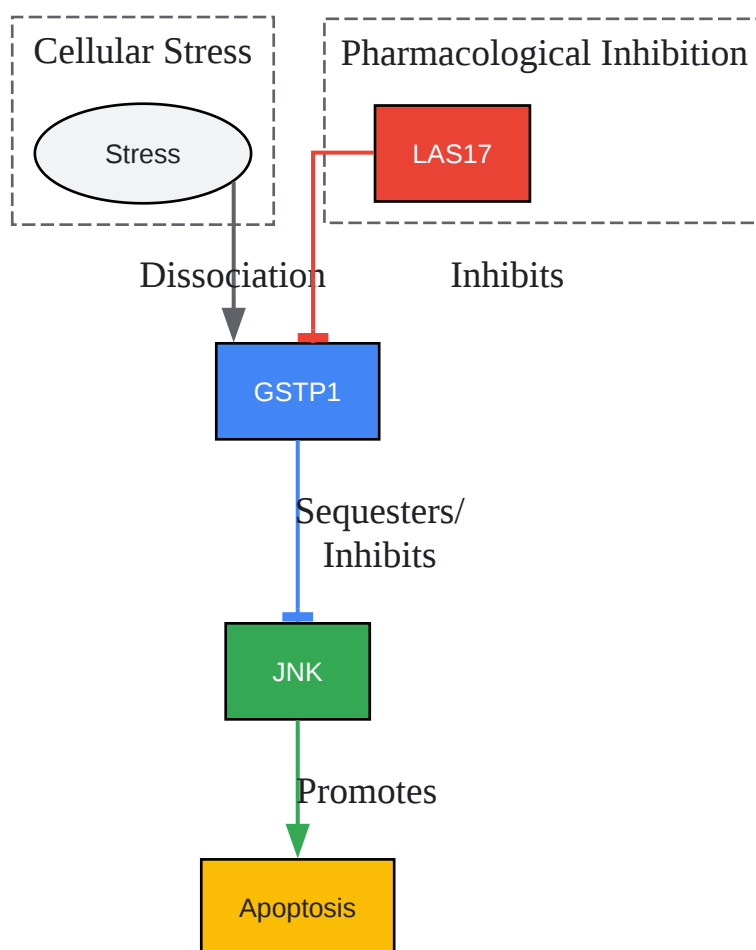 Cellular Stress
Pharmacological Inhibition
Stress
LAS17
Dissociation
Inhibits
GSTP1
Sequesters/
Inhibits
JNK
Promotes
Apoptosis